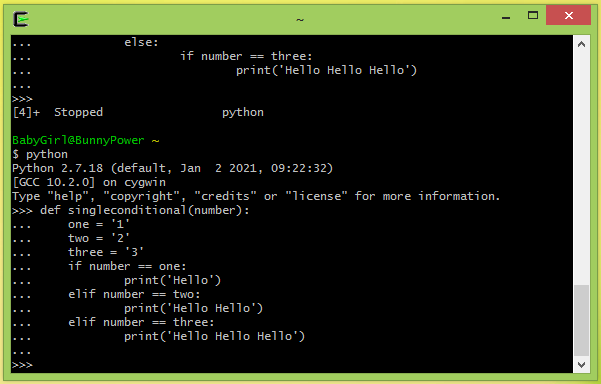 ~
...             else:
...                     if number == three:
...                             print('Hello Hello Hello')
...
>>>
[4]+  Stopped                 python
BabyGirl@BunnyPower ~
$ python
Python 2.7.18 (default, Jan  2 2021, 09:22:32)
[GCC 10.2.0] on cygwin
Type "help", "copyright", "credits" or "license" for more information.
>>> def singleconditional(number):
...     one = '1'
...     two = '2'
...     three = '3'
...     if number == one:
...             print('Hello')
...     elif number == two:
...             print('Hello Hello')
...     elif number == three:
...             print('Hello Hello Hello')
...
>>>